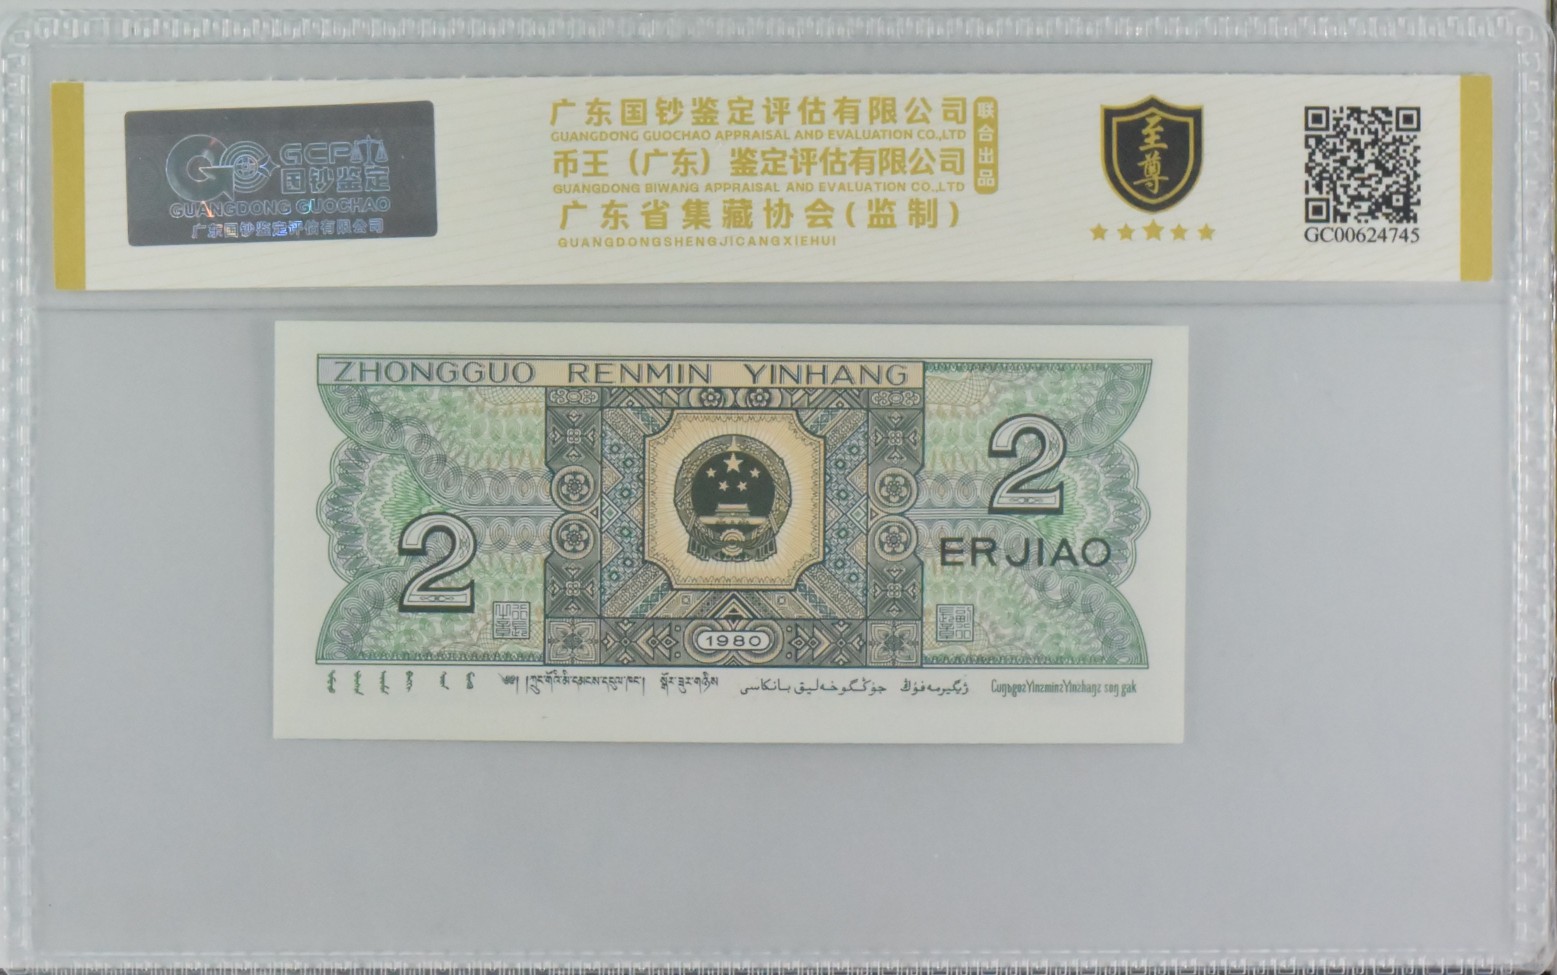 GCP
国钞鉴定
GUANGDONG GUOCHAO
广东国钞鉴定评估有限公司
广东国钞鉴定评估有限公司
GUANGDONG GUOCHAO APPRAISAL AND EVALUATION CO.,LTD
币王（广东）鉴定评估有限公司
GUANGDONG BIWANG APPRAISAL AND EVALUATION CO.,LTD
广东省集藏协会(监制)
GUANGDONGSHENGJICANGXIEHUI
联合出品
至尊
GC00624745
ZHONGGUO RENMIN YINHANG
2
2
ERJIAO
1980